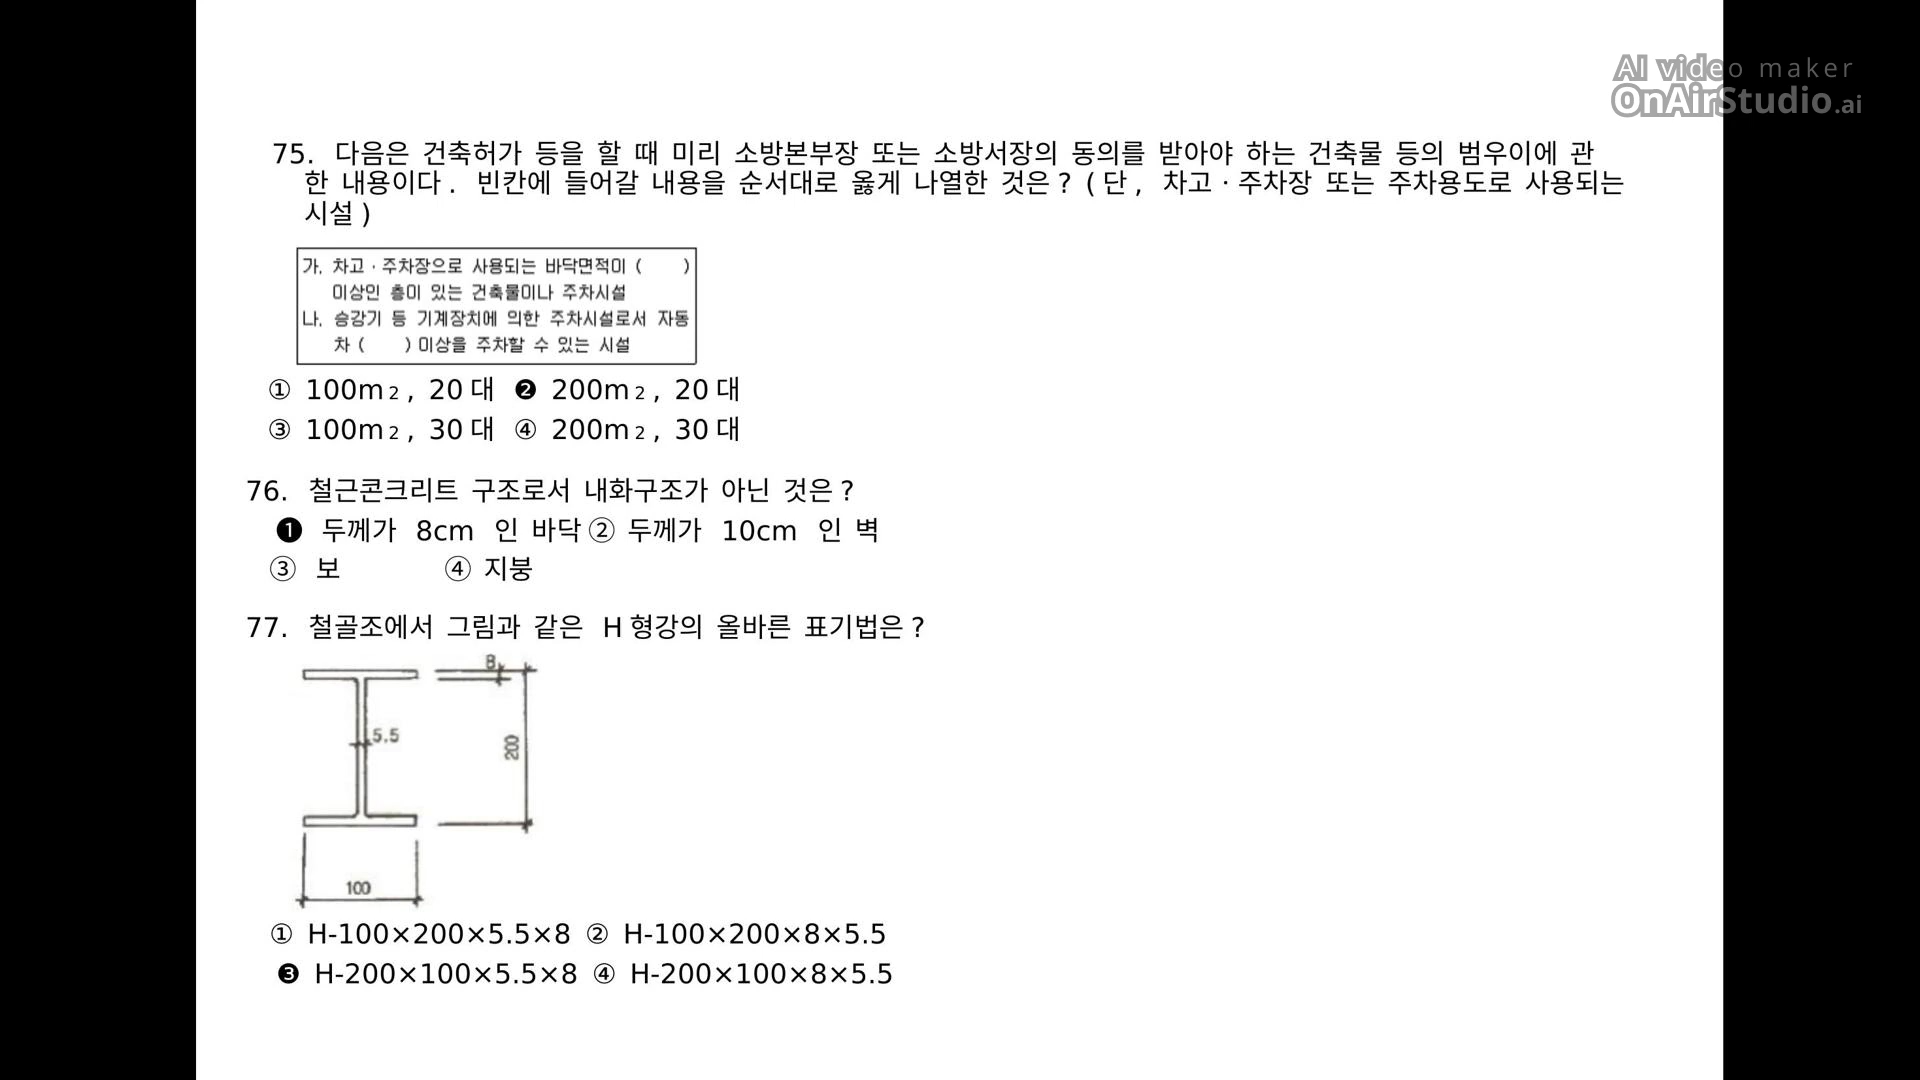 AI video maker
OnAirStudio.ai
75. 다음은 건축허가 등을 할 때 미리 소방본부장 또는 소방서장의 동의를 받아야 하는 건축물 등의 범우이에 관
한 내용이다. 빈칸에 들어갈 내용을 순서대로 옳게 나열한 것은? (단, 차고·주차장 또는 주차용도로 사용되는
시설)
가. 차고·주차장으로 사용되는 바닥면적이 ( )
이상인 층이 있는 건축물이나 주차시설
나. 승강기 등 기계장치에 의한 주차시설로서 자동
차 ( )이상을 주차할 수 있는 시설
① 100m2, 20대 ❷ 200m2, 20대
③ 100m2, 30대 ④ 200m2, 30대
76. 철근콘크리트 구조로서 내화구조가 아닌 것은?
❶ 두께가 8cm 인 바닥 ② 두께가 10cm 인 벽
③ 보 ④ 지붕
77. 철골조에서 그림과 같은 H형강의 올바른 표기법은?
8
5.5
200
100
① H-100×200×5.5×8 ② H-100×200×8×5.5
❸ H-200×100×5.5×8 ④ H-200×100×8×5.5